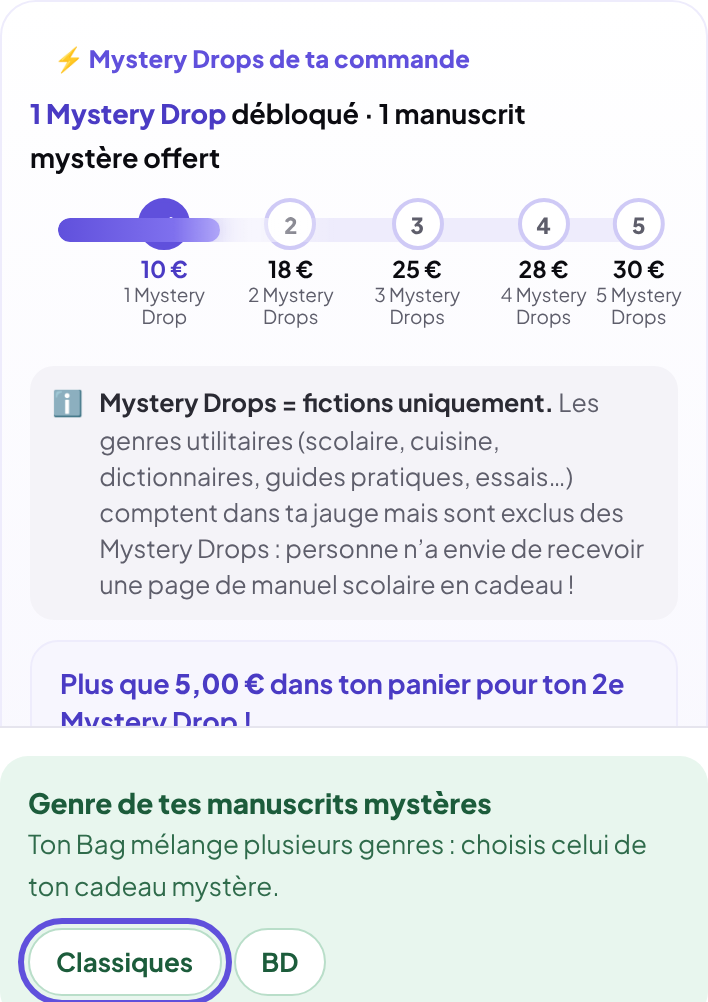 ⚡ Mystery Drops de ta commande
1 Mystery Drop débloqué · 1 manuscrit
mystère offert
2 3 4 5
10 € 18 € 25 € 28 € 30 €
1 Mystery 2 Mystery 3 Mystery 4 Mystery 5 Mystery
Drop Drops Drops Drops Drops
ℹ️ Mystery Drops = fictions uniquement. Les
genres utilitaires (scolaire, cuisine,
dictionnaires, guides pratiques, essais…)
comptent dans ta jauge mais sont exclus des
Mystery Drops : personne n’a envie de recevoir
une page de manuel scolaire en cadeau !
Plus que 5,00 € dans ton panier pour ton 2e
Mystery Drop !
Genre de tes manuscrits mystères
Ton Bag mélange plusieurs genres : choisis celui de
ton cadeau mystère.
Classiques BD